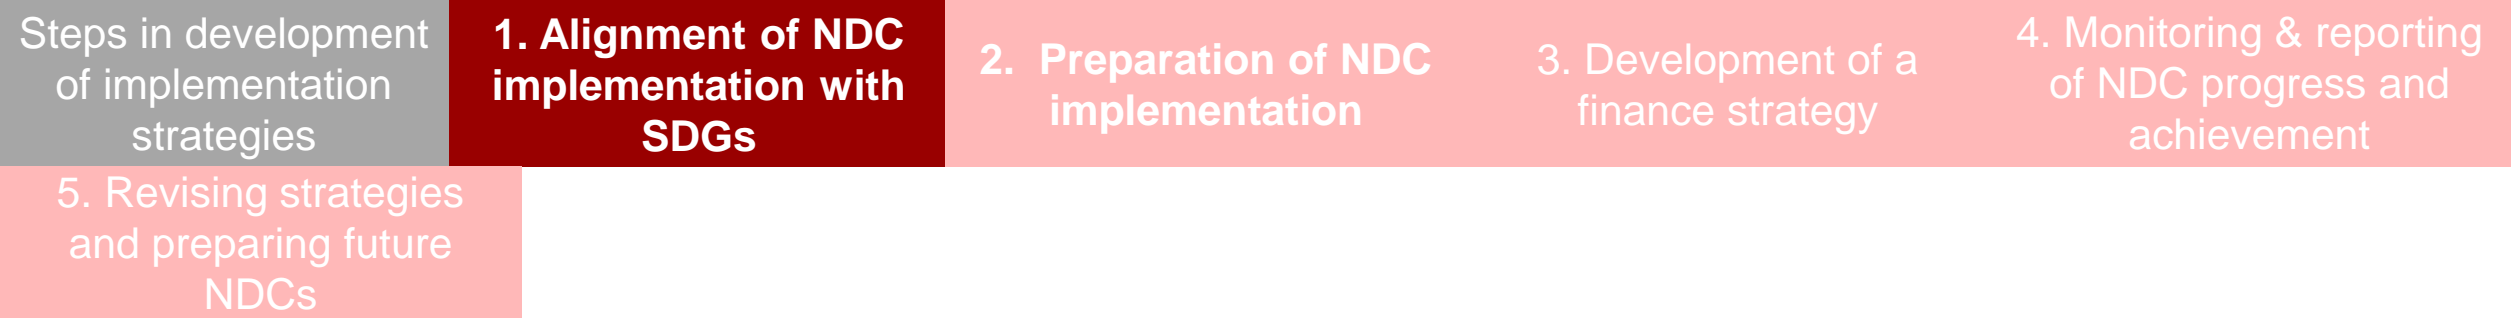 Steps in development
of implementation
strategies
1. Alignment of NDC
implementation with
SDGs
2. Preparation of NDC
implementation
3. Development of a
finance strategy
4. Monitoring & reporting
of NDC progress and
achievement
5. Revising strategies
and preparing future
NDCs